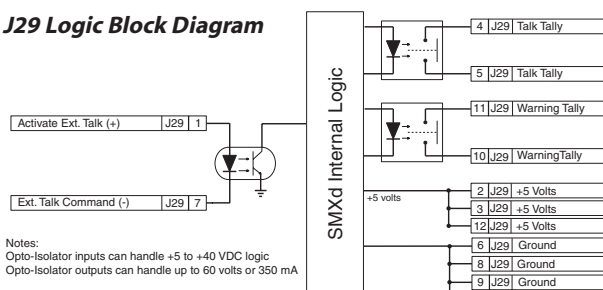 J29 Logic Block Diagram
Activate Ext. Talk (+) J29 1
Ext. Talk Command (-) J29 7
Notes:
Opto-Isolator inputs can handle +5 to +40 VDC logic
Opto-Isolator outputs can handle up to 60 volts or 350 mA
SMXd Internal Logic
+5 volts
4 J29 Talk Tally
5 J29 Talk Tally
11 J29 Warning Tally
10 J29 WarningTally
2 J29 +5 Volts
3 J29 +5 Volts
12 J29 +5 Volts
6 J29 Ground
8 J29 Ground
9 J29 Ground